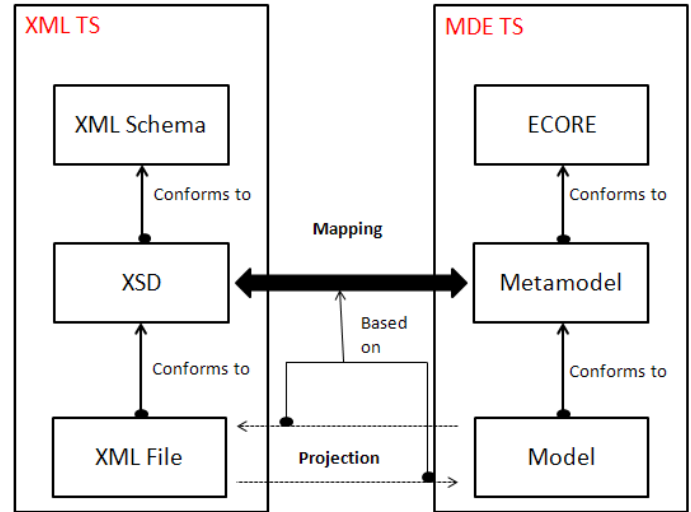 XML TS
MDE TS
XML Schema
ECORE
Conforms to
Conforms to
Mapping
XSD
Metamodel
Based
on
Conforms to
Conforms to
XML File
Projection
Model